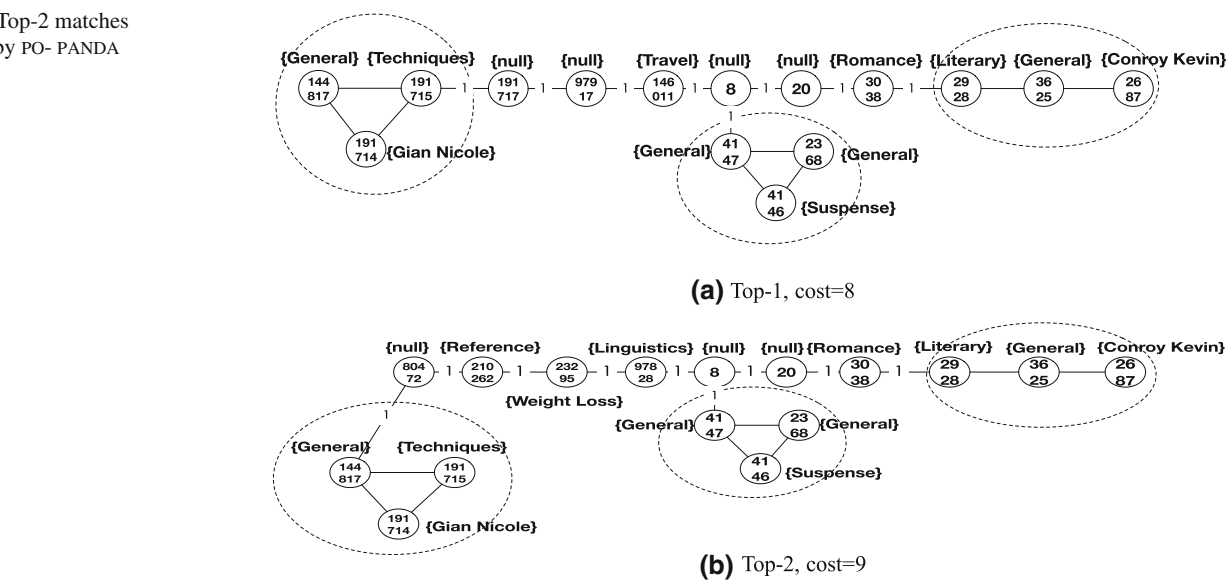 Top-2 matches
by PO- PANDA
{General} {Techniques} {null} {null} {Travel} {null} {null} {Romance} {Literary} {General} {Conroy Kevin}
144 817 191 715 1 191 717 1 979 17 1 146 011 1 8 1 20 1 30 38 1 29 28 36 25 26 87
1
191 714 {Gian Nicole} {General} 41 47 23 68 {General}
41 46 {Suspense}
(a) Top-1, cost=8
{null} {Reference} {Linguistics} {null} {null} {Romance} {Literary} {General} {Conroy Kevin}
804 72 1 210 262 1 232 95 1 978 28 1 8 1 20 1 30 38 1 29 28 36 25 26 87
{Weight Loss}
1 1
{General} 41 47 23 68 {General}
{General} {Techniques}
144 817 191 715 41 46 {Suspense}
191 714 {Gian Nicole}
(b) Top-2, cost=9